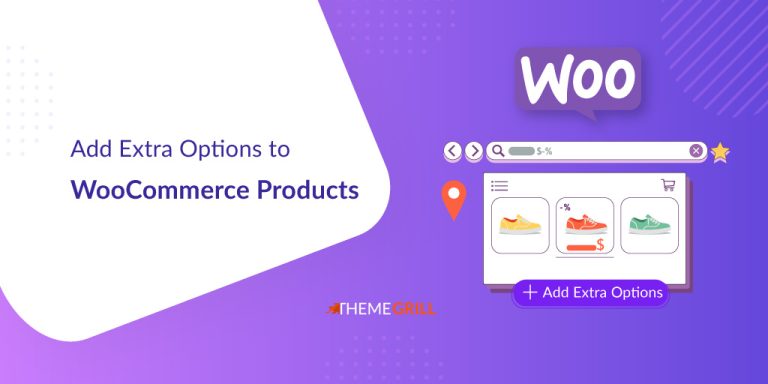 Add Extra Options to
WooCommerce Products
WOO
$-%
-%
$
+ Add Extra Options
THEMEGRILL